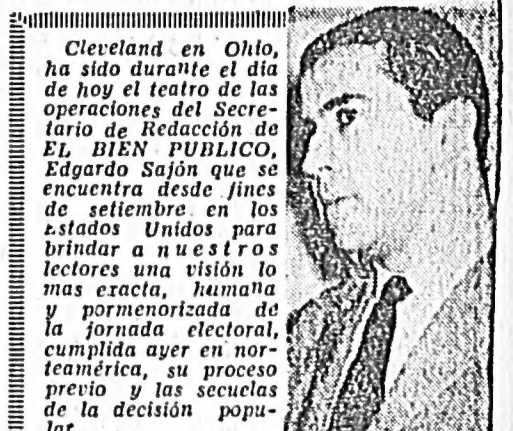 Cleveland en Ohio,
ha sido durante el día
de hoy el teatro de las
operaciones del Secre-
tario de Redacción de
EL BIEN PUBLICO,
Edgardo Sajón que se
encuentra desde fines
de setiembre en los
Estados Unidos para
brindar a nuestros
lectores una visión lo
mas exacta, humana
y pormenorizada de
la jornada electoral,
cumplida ayer en nor-
teamérica, su proceso
previo y las secuelas
de la decisión popu-
lar